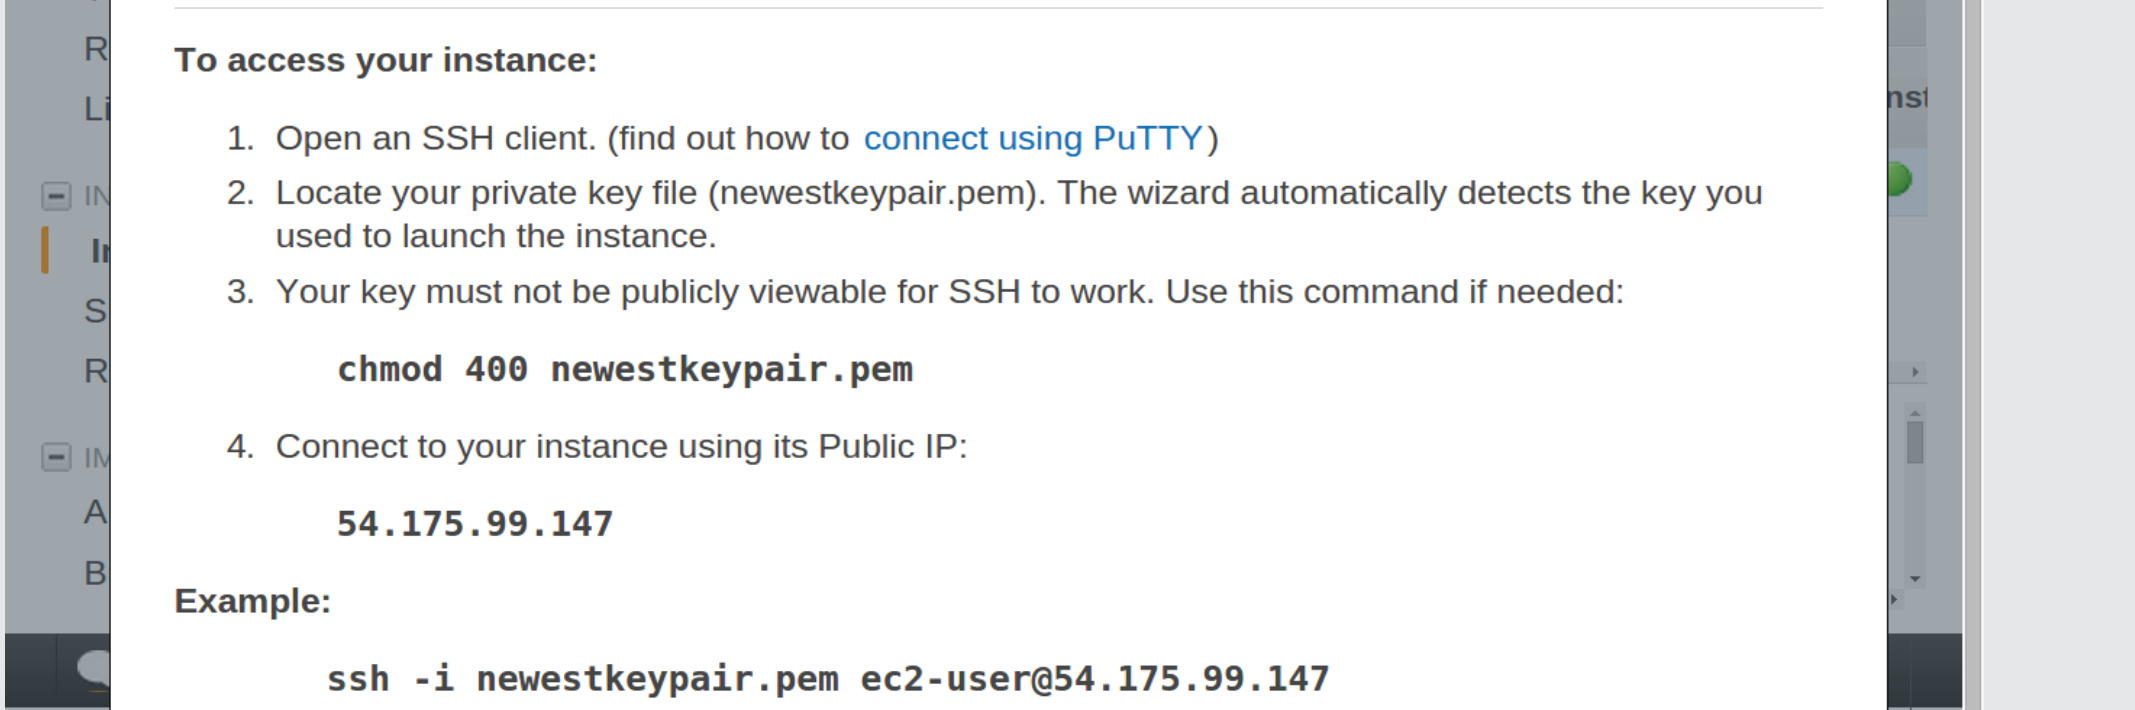 To access your instance:
1. Open an SSH client. (find out how to connect using PuTTY)
2. Locate your private key file (newestkeypair.pem). The wizard automatically detects the key you
used to launch the instance.
3. Your key must not be publicly viewable for SSH to work. Use this command if needed:
chmod 400 newestkeypair.pem
4. Connect to your instance using its Public IP:
54.175.99.147
Example:
ssh -i newestkeypair.pem ec2-user@54.175.99.147